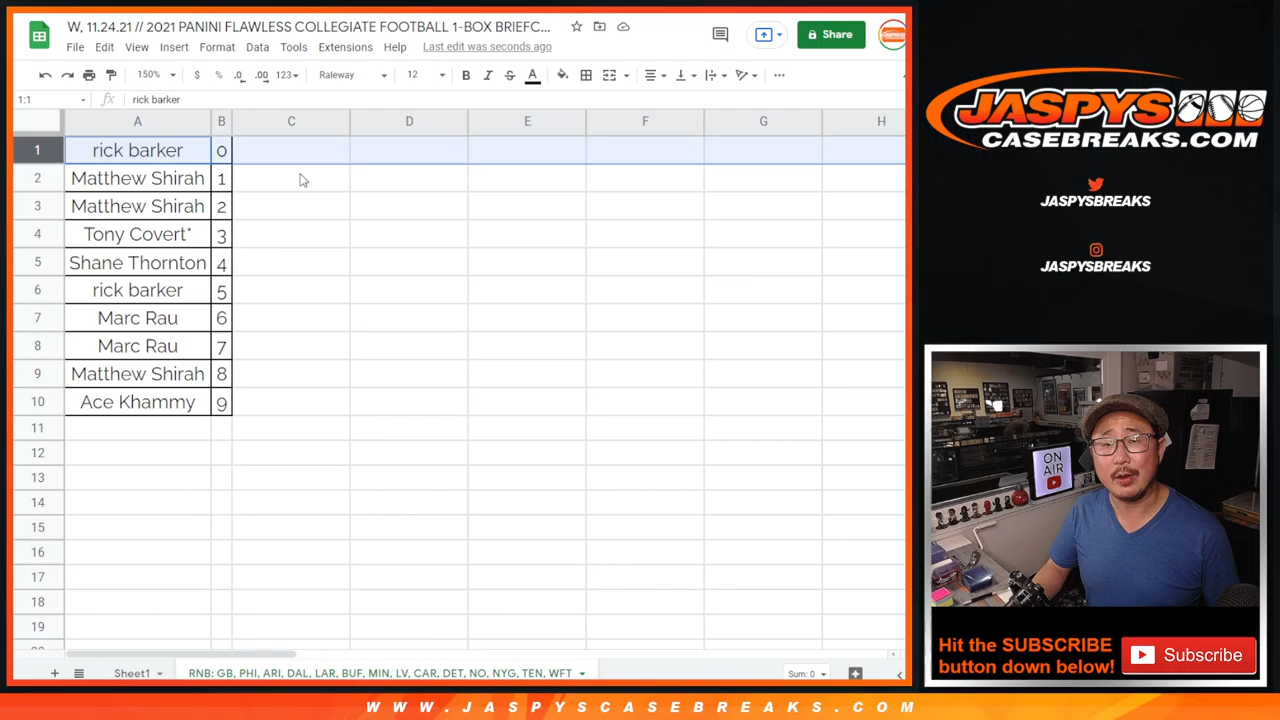 W, 11.24.21 // 2021 PANINI FLAWLESS COLLEGIATE FOOTBALL 1-BOX BRIEFC...
File Edit View Insert Format Data Tools Extensions Help Last edit was seconds ago
Share
150% $ % .0 .00 123 Raleway 12 B I S A
1:1 fx rick barker
A B C D E F G H
1 rick barker 0
2 Matthew Shirah 1
3 Matthew Shirah 2
4 Tony Covert* 3
5 Shane Thornton 4
6 rick barker 5
7 Marc Rau 6
8 Marc Rau 7
9 Matthew Shirah 8
10 Ace Khammy 9
11
12
13
14
15
16
17
18
19
Sheet1 RNB: GB, PHI, ARI, DAL, LAR, BUF, MIN, LV, CAR, DET, NO, NYG, TEN, WFT Sum: 0
JASPYS
CASEBREAKS.COM
JASPYSBREAKS
JASPYSBREAKS
ON
AIR
Hit the SUBSCRIBE
button down below!
Subscribe
WWW.JASPYSCASEBREAKS.COM